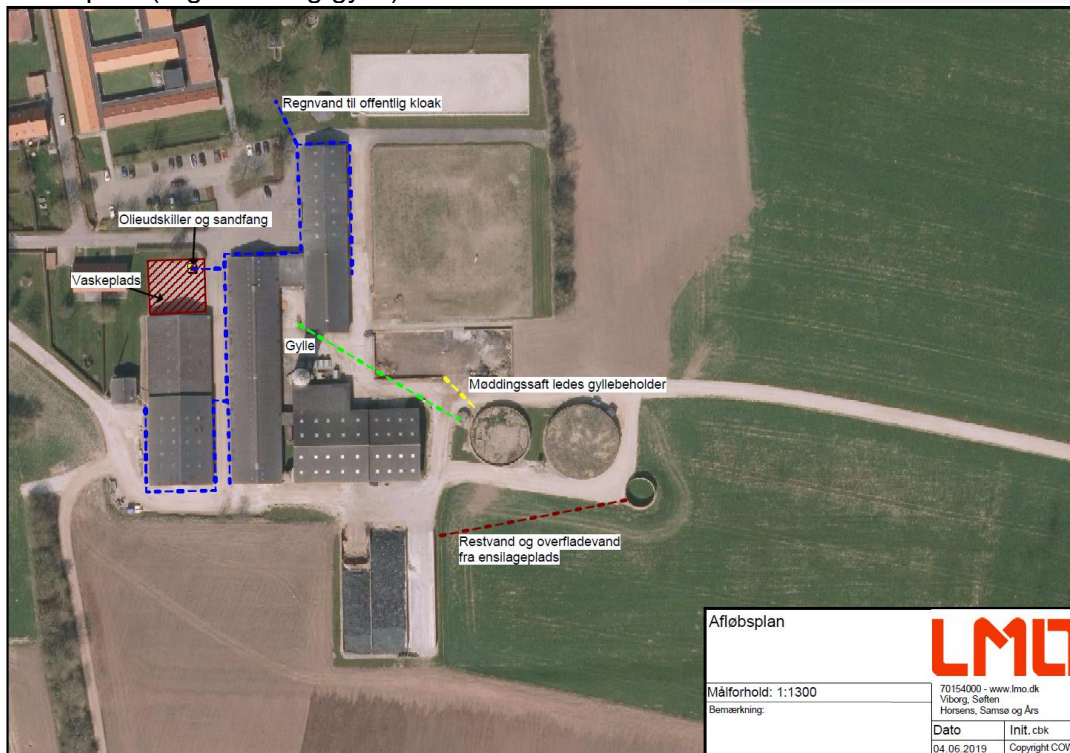 Regnvand til offentlig kloak
Olieudskiller og sandfang
Vaskeplads
Gylle
Møddingssaft ledes gyllebeholder
Restvand og overfladevand
fra ensilageplads
Afløbsplan
LMO
Målforhold: 1:1300
70154000 - www.lmo.dk
Viborg, Søften
Horsens, Samsø og Års
Bemærkning:
Dato
Init. cbk
04.06.2019
Copyright COW